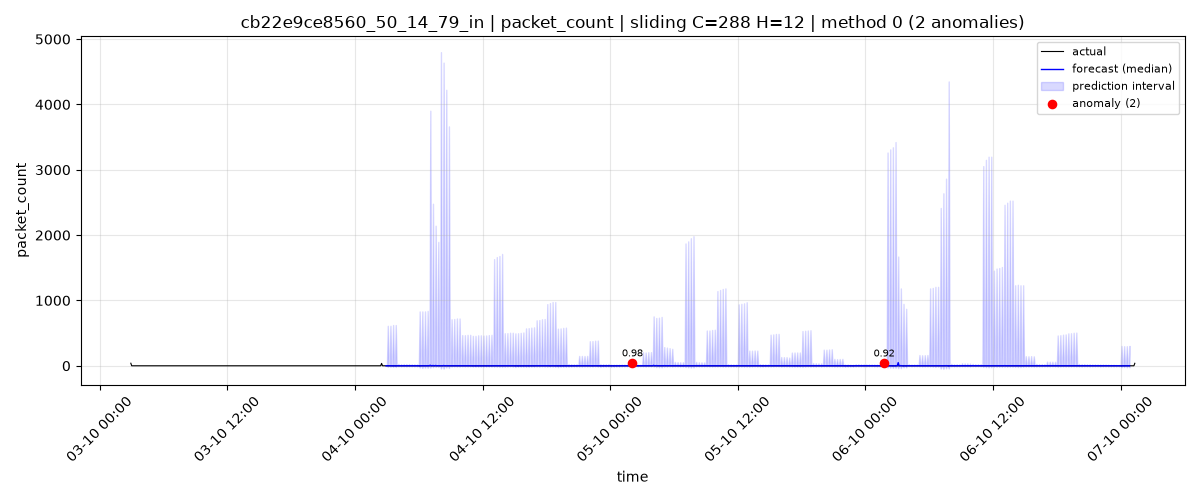 cb22e9ce8560_50_14_79_in | packet_count | sliding C=288 H=12 | method 0 (2 anomalies)
5000
4000
3000
2000
1000
0
packet_count
actual
forecast (median)
prediction interval
anomaly (2)
0.98
0.92
03-10 00:00
03-10 12:00
04-10 00:00
04-10 12:00
05-10 00:00
05-10 12:00
06-10 00:00
06-10 12:00
07-10 00:00
time